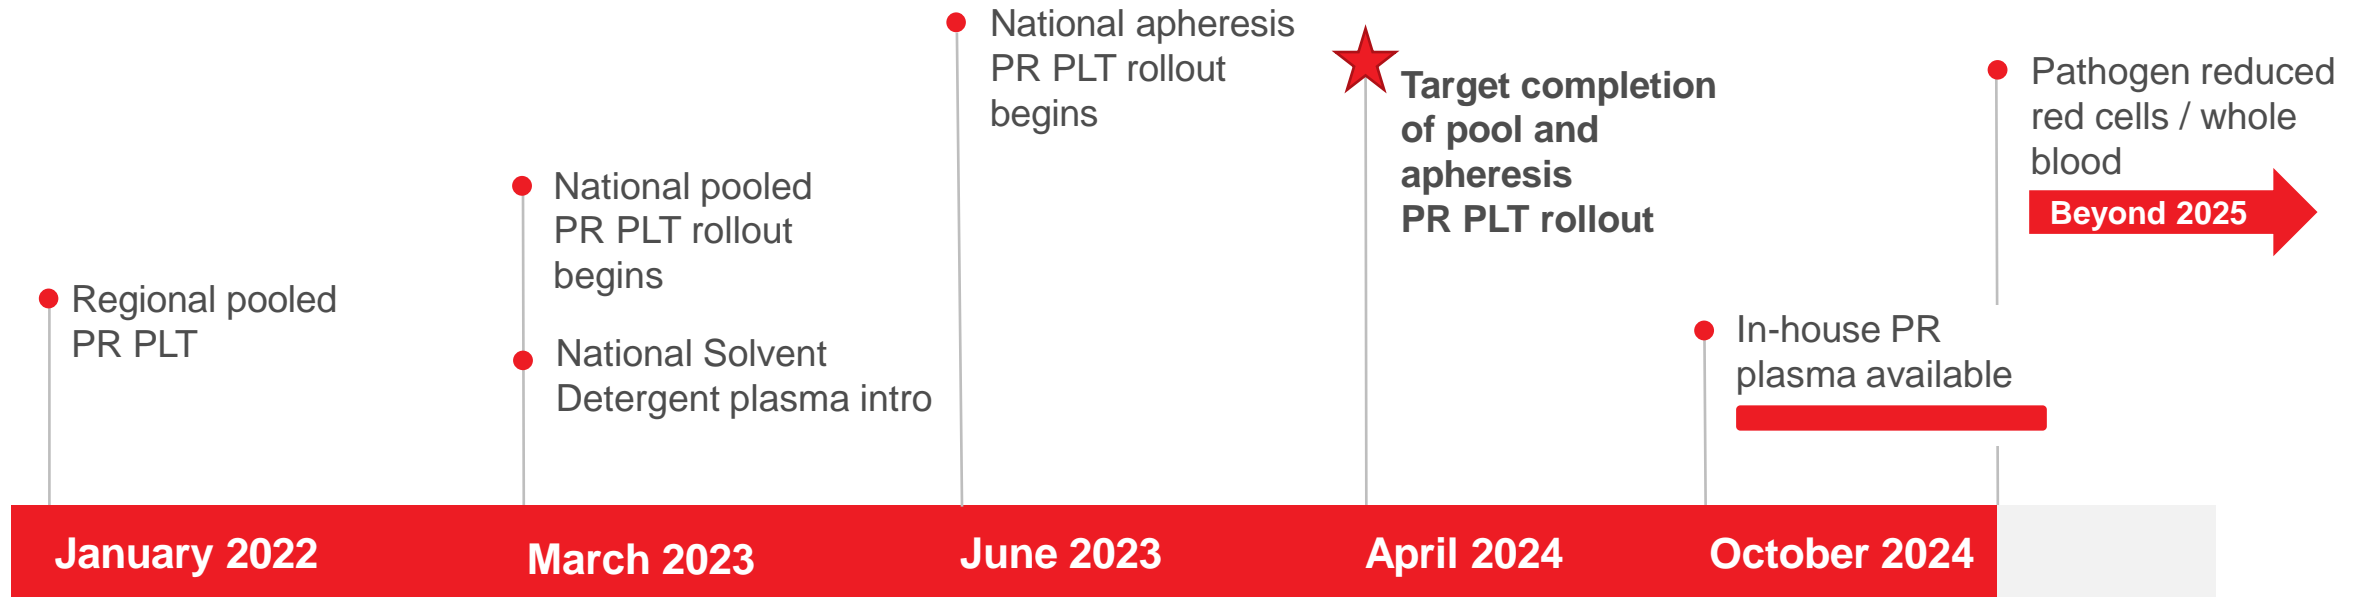 Regional pooled
PR PLT
National pooled
PR PLT rollout
begins
National Solvent
Detergent plasma intro
National apheresis
PR PLT rollout
begins
Target completion
of pool and
apheresis
PR PLT rollout
In-house PR
plasma available
Pathogen reduced
red cells / whole
blood
Beyond 2025
January 2022
March 2023
June 2023
April 2024
October 2024